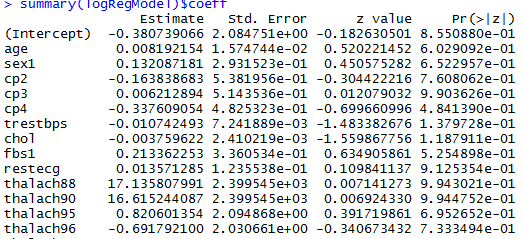 > summary(logRegModel)$coeff
Estimate Std. Error z value Pr(>|z|)
(Intercept) -0.380739066 2.084751e+00 -0.182630501 8.550880e-01
age 0.008192154 1.574744e-02 0.520221452 6.029092e-01
sex1 0.132087181 2.931523e-01 0.450575282 6.522957e-01
cp2 -0.163838683 5.381956e-01 -0.304422216 7.608062e-01
cp3 0.006212894 5.143536e-01 0.012079032 9.903626e-01
cp4 -0.337609054 4.825323e-01 -0.699660996 4.841390e-01
trestbps -0.010742493 7.241889e-03 -1.483382676 1.379728e-01
chol -0.003759622 2.410219e-03 -1.559867756 1.187911e-01
fbs1 0.213362253 3.360534e-01 0.634905861 5.254898e-01
restecg 0.013571285 1.235538e-01 0.109841137 9.125354e-01
thalach88 17.135807991 2.399545e+03 0.007141273 9.943021e-01
thalach90 16.615244087 2.399545e+03 0.006924330 9.944752e-01
thalach95 0.820601354 2.094868e+00 0.391719861 6.952652e-01
thalach96 -0.691792100 2.030661e+00 -0.340673432 7.333494e-01